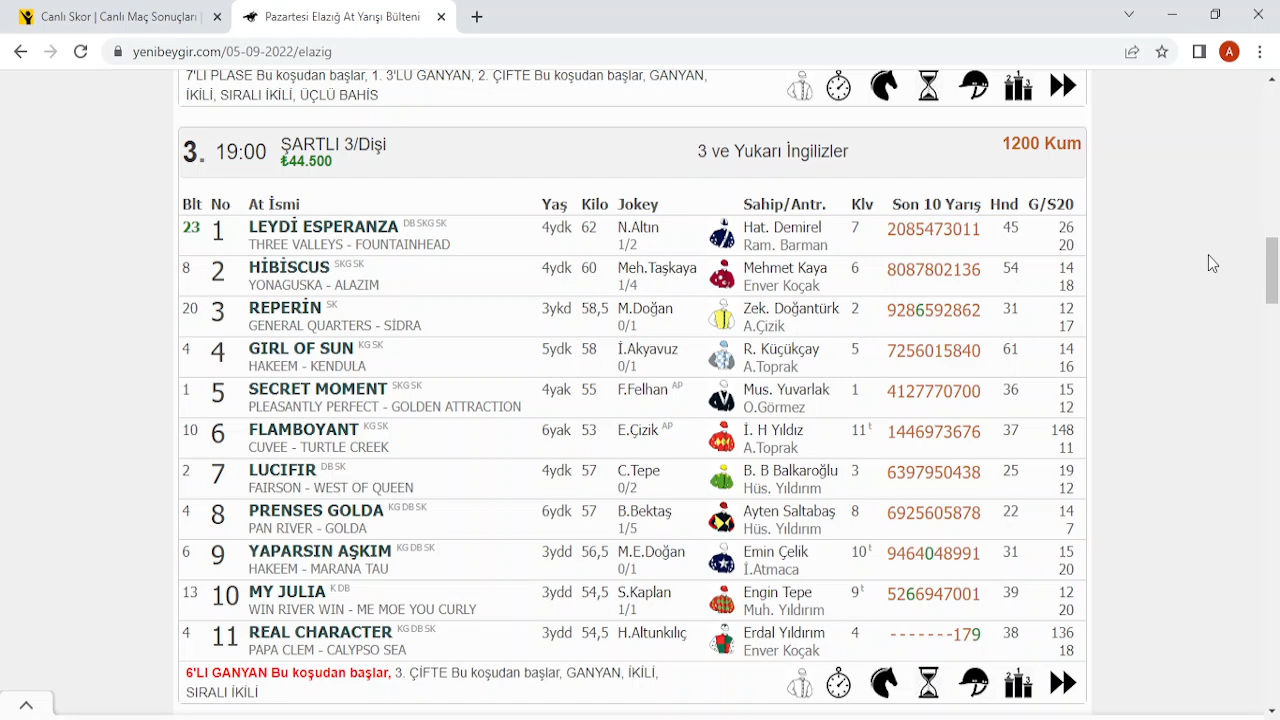 Canlı Skor | Canlı Maç Sonuçları |
Pazartesi Elazığ At Yarışı Bülteni
yenibeygir.com/05-09-2022/elazig
A
7'LI PLASE Bu koşudan başlar, 1. 3'LÜ GANYAN, 2. ÇİFTE Bu koşudan başlar, GANYAN,
İKİLİ, SIRALI İKİLİ, ÜÇLÜ BAHİS
3. 19:00 ŞARTLI 3/Dişi 3 ve Yukarı İngilizler 1200 Kum
₺44.500
Blt No At İsmi Yaş Kilo Jokey Sahip/Antr. Klv Son 10 Yarış Hnd G/S20
23 1 LEYDİ ESPERANZA DB SKG SK 4ydk 62 N.Altın Hat. Demirel 7 2085473011 45 26
THREE VALLEYS - FOUNTAINHEAD 1/2 Ram. Barman 20
8 2 HİBİSCUS SKG SK 4ydk 60 Meh.Taşkaya Mehmet Kaya 6 8087802136 54 14
YONAGUSKA - ALAZIM 1/4 Enver Koçak 18
20 3 REPERİN SK 3ykd 58,5 M.Doğan Zek. Doğantürk 2 9286592862 31 12
GENERAL QUARTERS - SİDRA 0/1 A.Çizik 17
4 4 GIRL OF SUN KG SK 5ydk 58 İ.Akyavuz R. Küçükçay 5 7256015840 61 14
HAKEEM - KENDULA 0/1 A.Toprak 16
1 5 SECRET MOMENT SKG SK 4yak 55 F.Felhan AP Mus. Yuvarlak 1 4127770700 36 15
PLEASANTLY PERFECT - GOLDEN ATTRACTION O.Görmez 12
10 6 FLAMBOYANT KG SK 6yak 53 E.Çizik AP İ. H Yıldız 11t 1446973676 37 148
CUVEE - TURTLE CREEK A.Toprak 11
2 7 LUCIFIR DB SK 4ydk 57 C.Tepe B. B Balkaroğlu 3 6397950438 25 19
FAIRSON - WEST OF QUEEN 0/2 Hüs. Yıldırım 12
4 8 PRENSES GOLDA KG DB SK 6ydk 57 B.Bektaş Ayten Saltabaş 8 6925605878 22 14
PAN RIVER - GOLDA 1/5 Hüs. Yıldırım 7
6 9 YAPARSIN AŞKIM KG DB SK 3ydd 56,5 M.E.Doğan Emin Çelik 10t 9464048991 31 15
HAKEEM - MARANA TAU 0/1 İ.Atmaca 20
13 10 MY JULIA K DB 3ydd 54,5 S.Kaplan Engin Tepe 9t 5266947001 39 12
WIN RIVER WIN - ME MOE YOU CURLY 1/1 Muh. Yıldırım 20
4 11 REAL CHARACTER KG DB SK 3ydd 54,5 H.Altunkılıç Erdal Yıldırım 4 -------179 38 136
PAPA CLEM - CALYPSO SEA Enver Koçak 18
6'LI GANYAN Bu koşudan başlar, 3. ÇİFTE Bu koşudan başlar, GANYAN, İKİLİ,
SIRALI İKİLİ